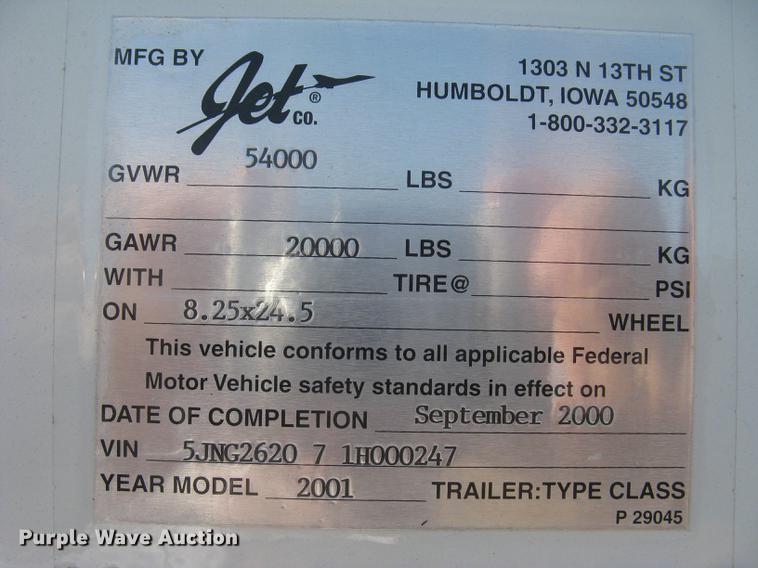 MFG BY Jet® CO. 1303 N 13TH ST
HUMBOLDT, IOWA 50548
1-800-332-3117
GVWR 54000 LBS KG
GAWR 20000 LBS KG
WITH TIRE@ PSI
ON 8.25x24.5 WHEEL
This vehicle conforms to all applicable Federal
Motor Vehicle safety standards in effect on
DATE OF COMPLETION September 2000
VIN 5JNG2620 7 1H000247
YEAR MODEL 2001 TRAILER:TYPE CLASS
P 29045
Purple Wave Auction